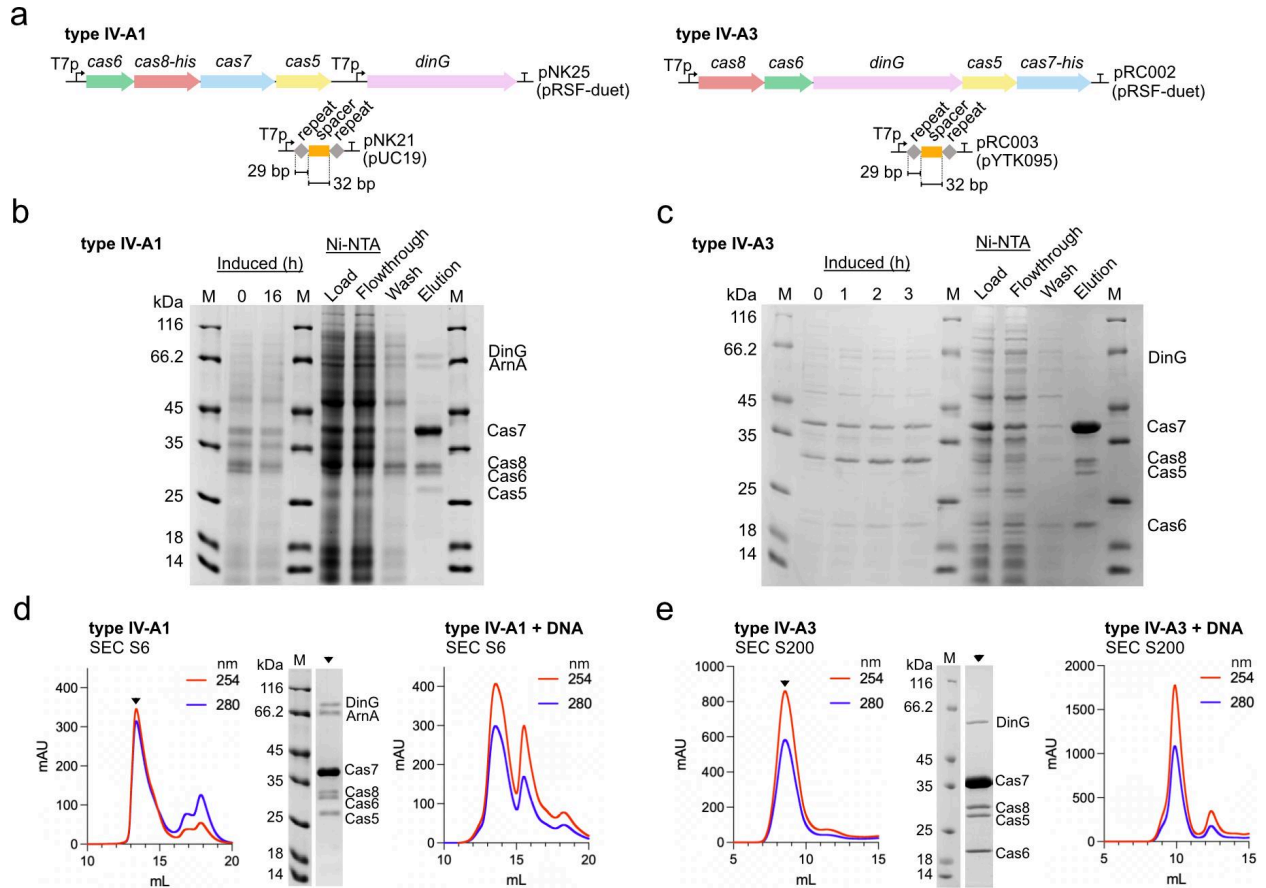 a
type IV-A1
T7p cas6 cas8-his cas7 cas5 T7p dinG pNK25
(pRSF-duet)
T7p repeat spacer repeat pNK21
(pUC19)
29 bp
32 bp
type IV-A3
T7p cas8 cas6 dinG cas5 cas7-his pRC002
(pRSF-duet)
T7p repeat spacer repeat pRC003
(pYTK095)
29 bp
32 bp
b
type IV-A1
Induced (h)
Ni-NTA
kDa M 0 16 M Load Flowthrough Wash Elution M
116
66.2
45
35
25
18
14
DinG
ArnA
Cas7
Cas8
Cas6
Cas5
c
type IV-A3
Induced (h)
Ni-NTA
kDa M 0 1 2 3 M Load Flowthrough Wash Elution M
116
66.2
45
35
25
18
14
DinG
Cas7
Cas8
Cas5
Cas6
d
type IV-A1
SEC S6
nm
254
280
mAU
400
300
200
100
0
10 15 20
mL
kDa M
116
66.2
45
35
25
18
14
DinG
ArnA
Cas7
Cas8
Cas6
Cas5
type IV-A1 + DNA
SEC S6
nm
254
280
mAU
400
300
200
100
0
10 15 20
mL
e
type IV-A3
SEC S200
nm
254
280
mAU
1000
800
600
400
200
0
5 10 15
mL
kDa M
116
66.2
45
35
25
18
14
DinG
Cas7
Cas8
Cas5
Cas6
type IV-A3 + DNA
SEC S200
nm
254
280
mAU
2000
1500
1000
500
0
5 10 15
mL